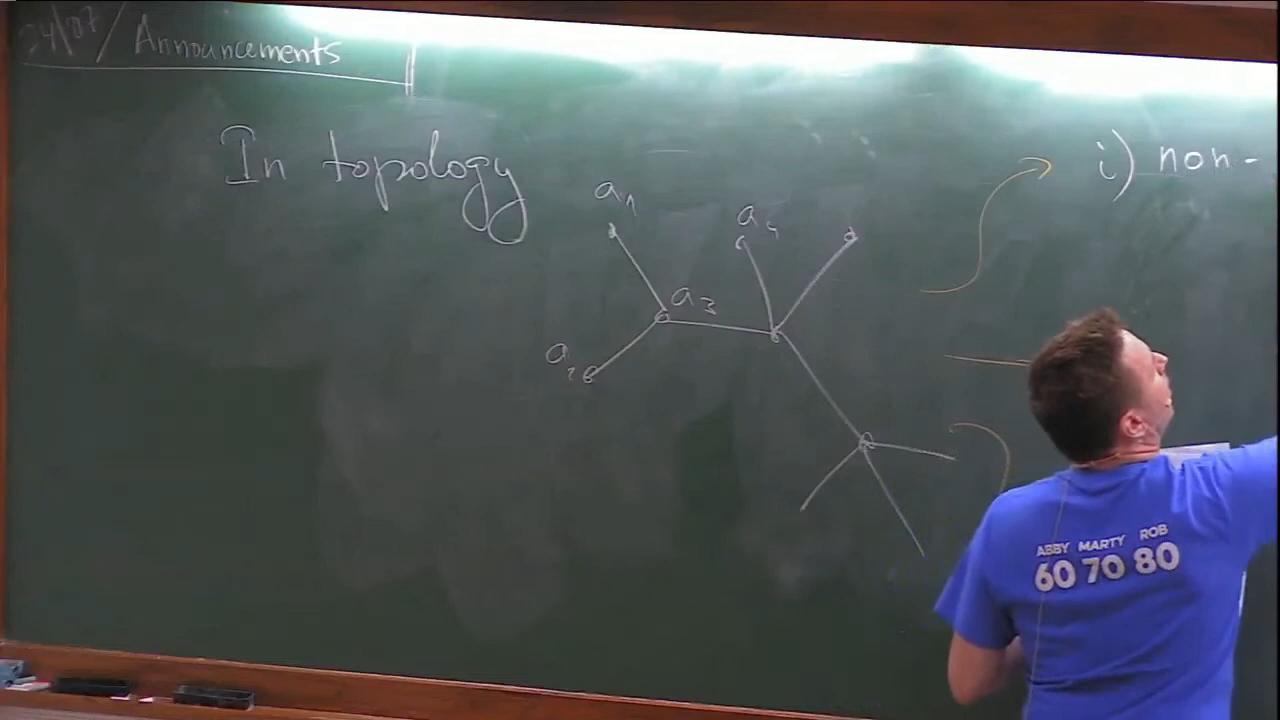 24/07/ Announcements
In topology
a₁
a₄
a₃
a₂
i) non-
ABBY MARTY ROB
60 70 80